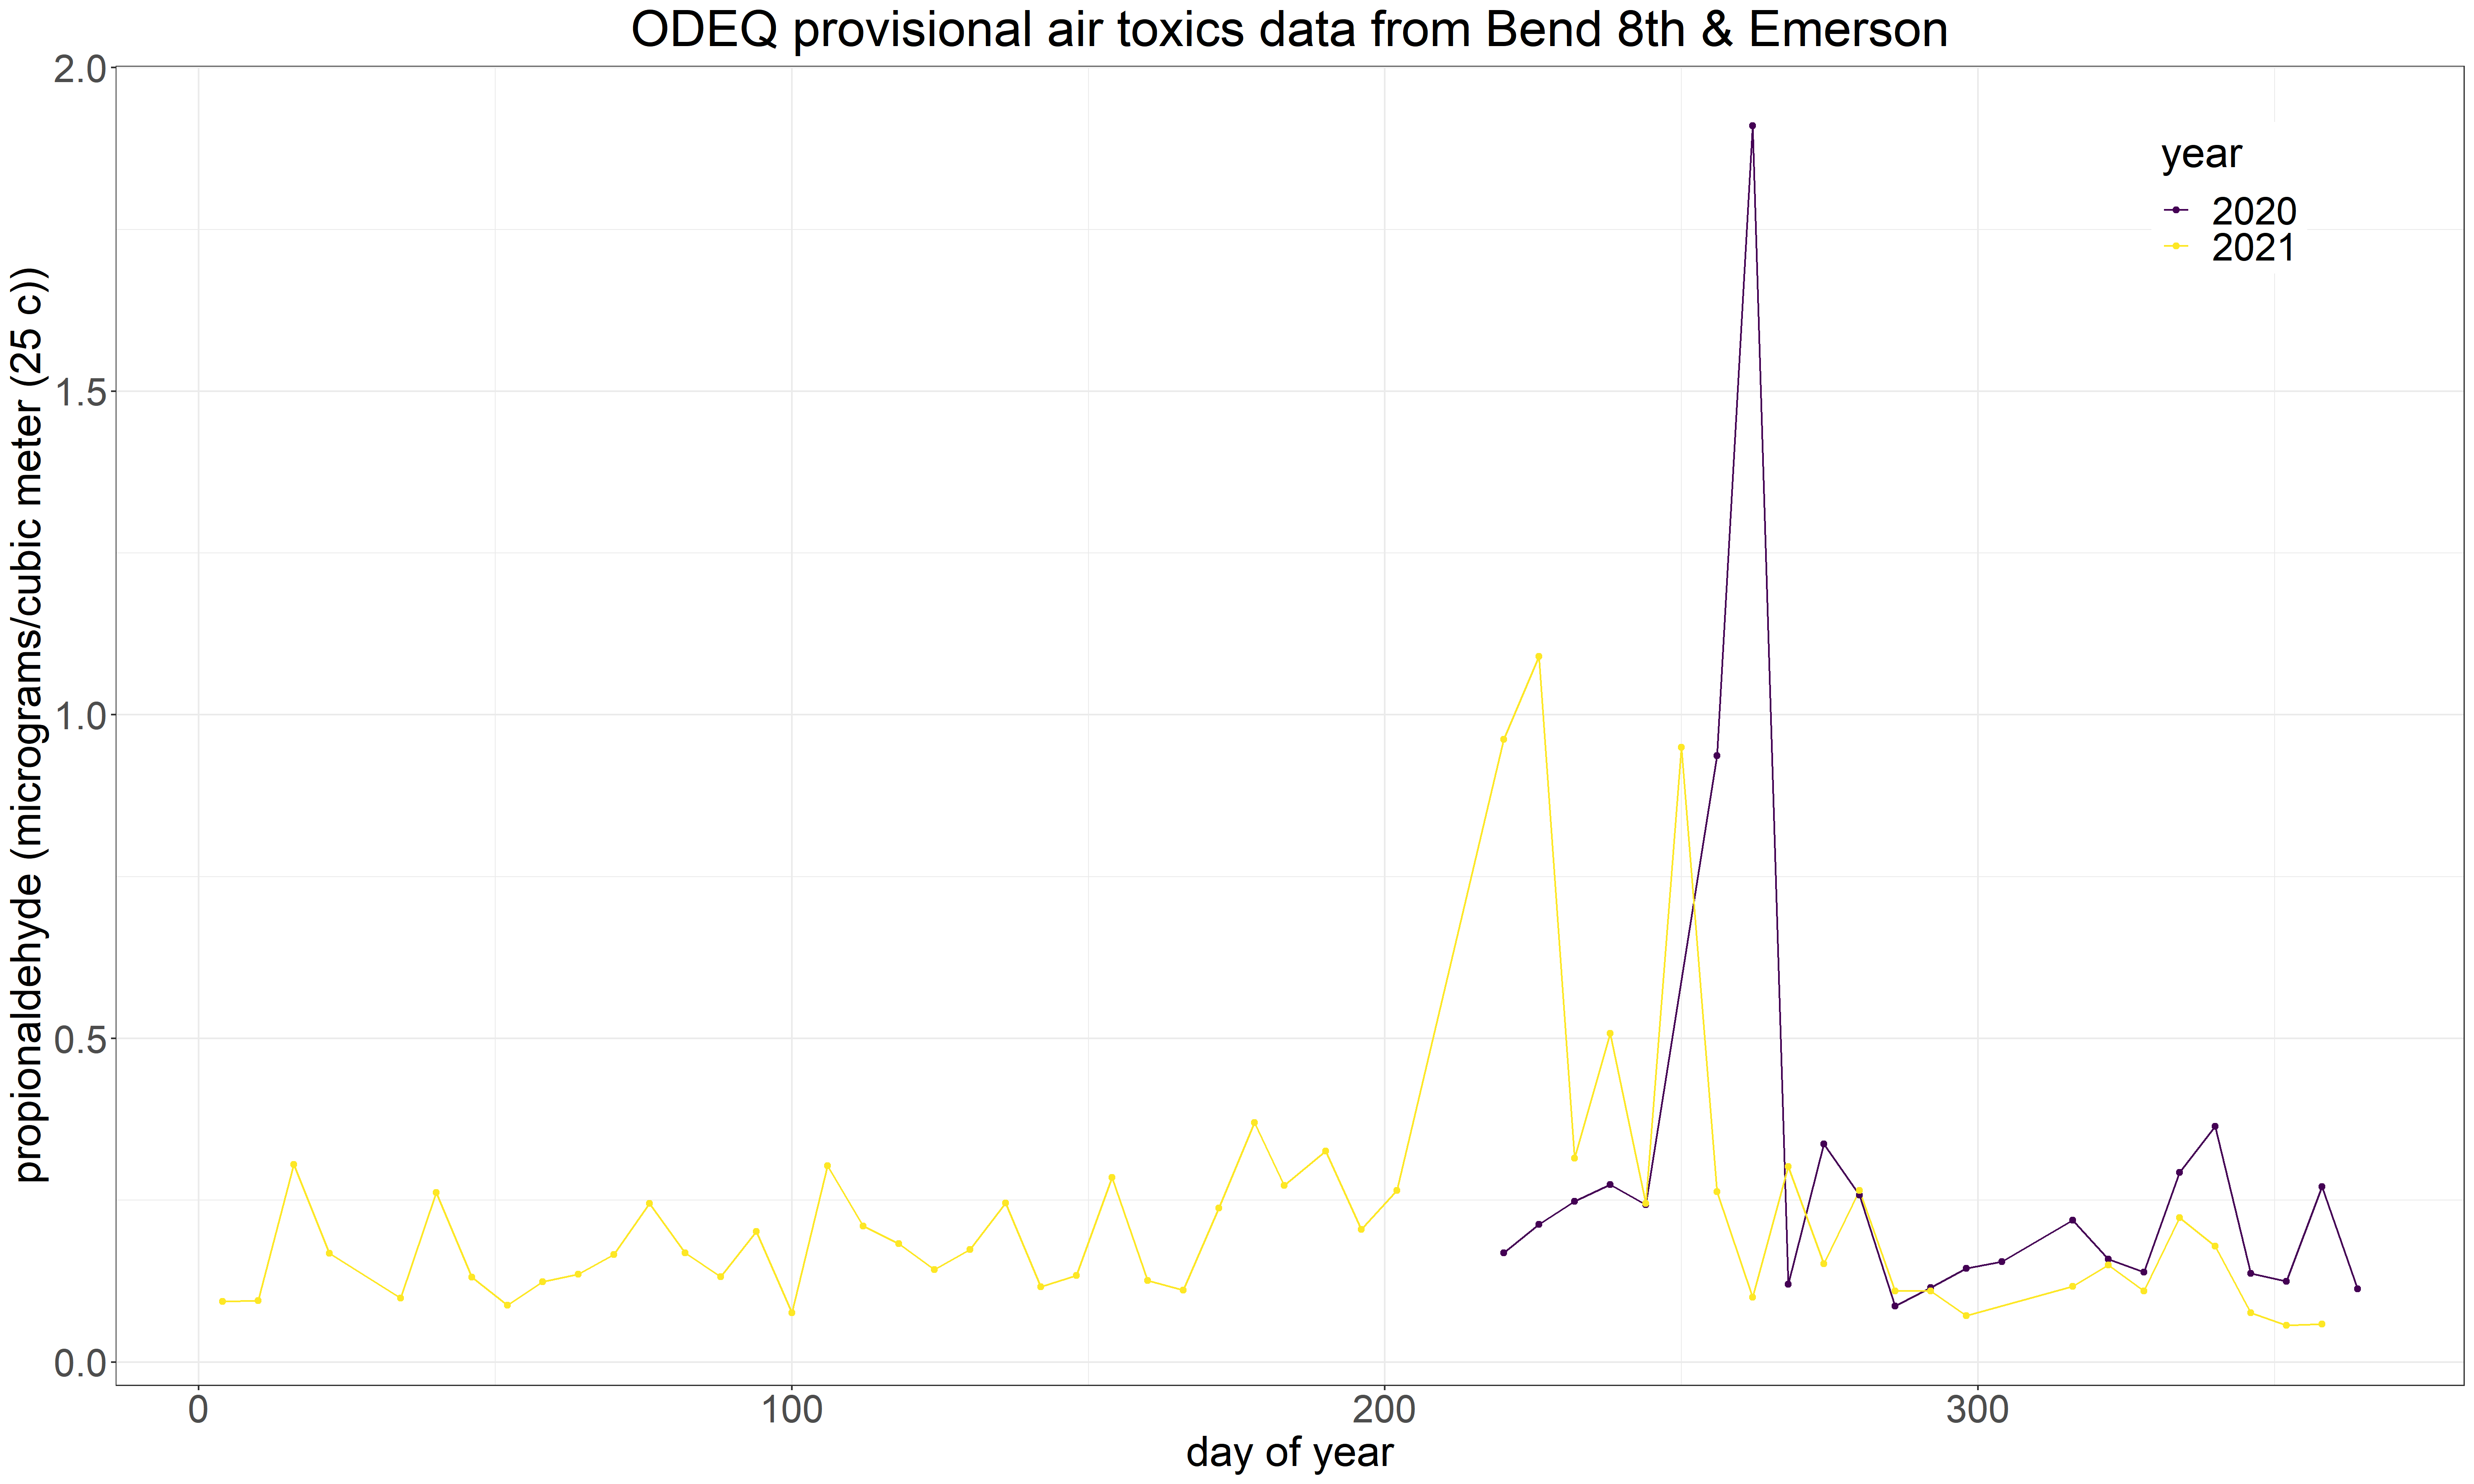 ODEQ provisional air toxics data from Bend 8th & Emerson
propionaldehyde (micrograms/cubic meter (25 c))
2.0
1.5
1.0
0.5
0.0
year
2020
2021
0
100
200
300
day of year